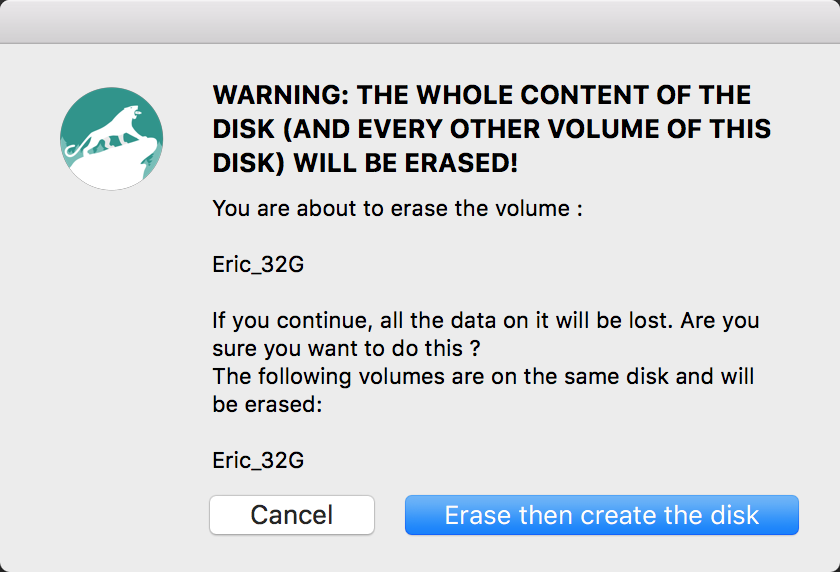 WARNING: THE WHOLE CONTENT OF THE
DISK (AND EVERY OTHER VOLUME OF THIS
DISK) WILL BE ERASED!
You are about to erase the volume :
Eric_32G
If you continue, all the data on it will be lost. Are you
sure you want to do this ?
The following volumes are on the same disk and will
be erased:
Eric_32G
Cancel
Erase then create the disk